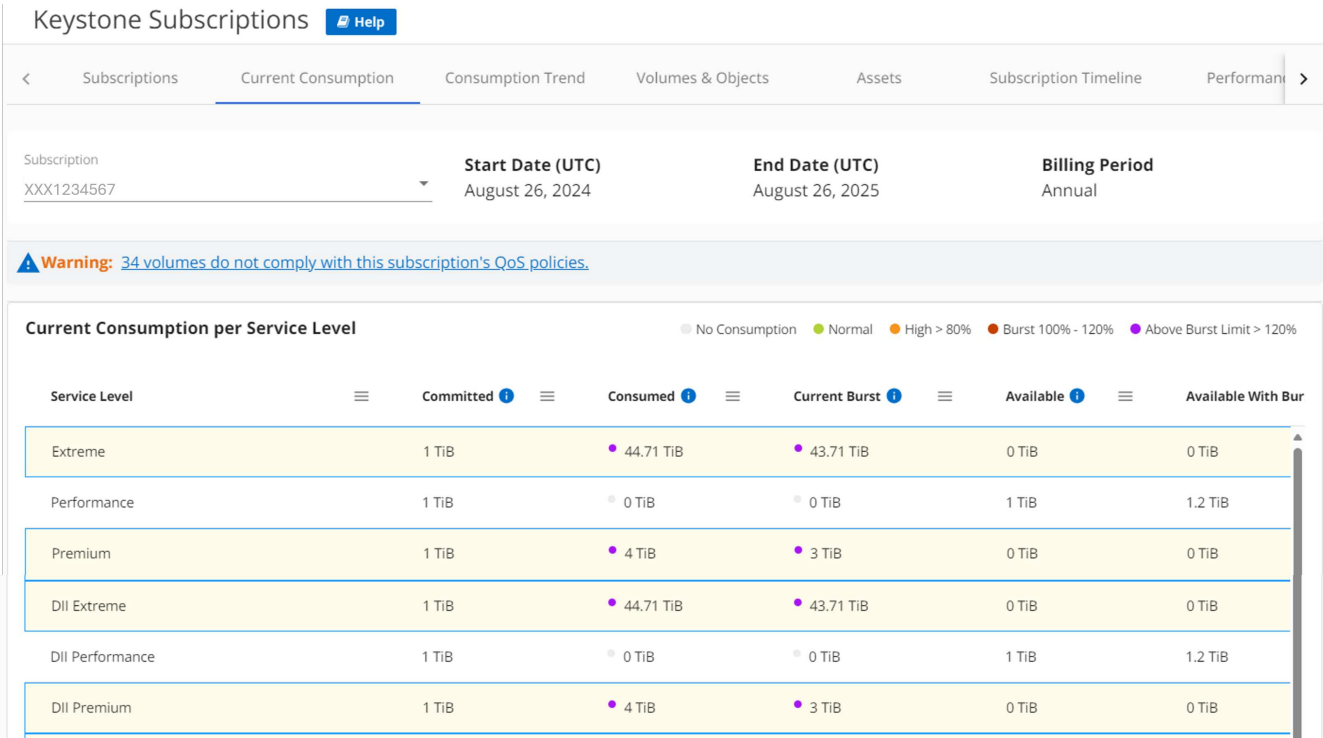 Keystone Subscriptions Help
Subscriptions Current Consumption Consumption Trend Volumes & Objects Assets Subscription Timeline Performan
Subscription
XXX1234567
Start Date (UTC)
August 26, 2024
End Date (UTC)
August 26, 2025
Billing Period
Annual
Warning: 34 volumes do not comply with this subscription's QoS policies.
Current Consumption per Service Level No Consumption Normal High > 80% Burst 100% - 120% Above Burst Limit > 120%
Service Level Committed Consumed Current Burst Available Available With Bur
Extreme 1 TiB 44.71 TiB 43.71 TiB 0 TiB 0 TiB
Performance 1 TiB 0 TiB 0 TiB 1 TiB 1.2 TiB
Premium 1 TiB 4 TiB 3 TiB 0 TiB 0 TiB
DII Extreme 1 TiB 44.71 TiB 43.71 TiB 0 TiB 0 TiB
DII Performance 1 TiB 0 TiB 0 TiB 1 TiB 1.2 TiB
DII Premium 1 TiB 4 TiB 3 TiB 0 TiB 0 TiB